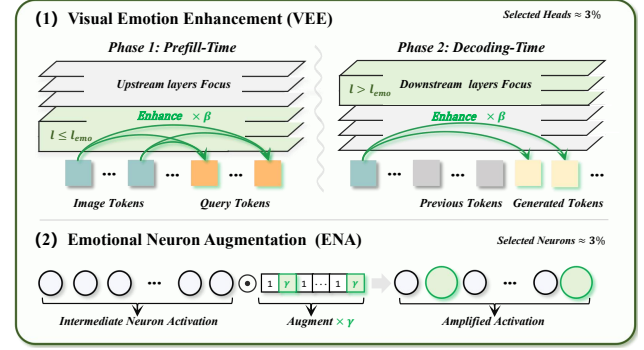 (1) Visual Emotion Enhancement (VEE)
Selected Heads ≈ 3%
Phase 1: Prefill-Time
Phase 2: Decoding-Time
Upstream layers Focus
l > l_emo Downstream layers Focus
Enhance × β
l ≤ l_emo
Enhance × β
... ... ...
... ... ...
Image Tokens
Query Tokens
Previous Tokens
Generated Tokens
(2) Emotional Neuron Augmentation (ENA)
Selected Neurons ≈ 3%
... 1 γ 1 ... 1 γ ...
Intermediate Neuron Activation
Augment × γ
Amplified Activation